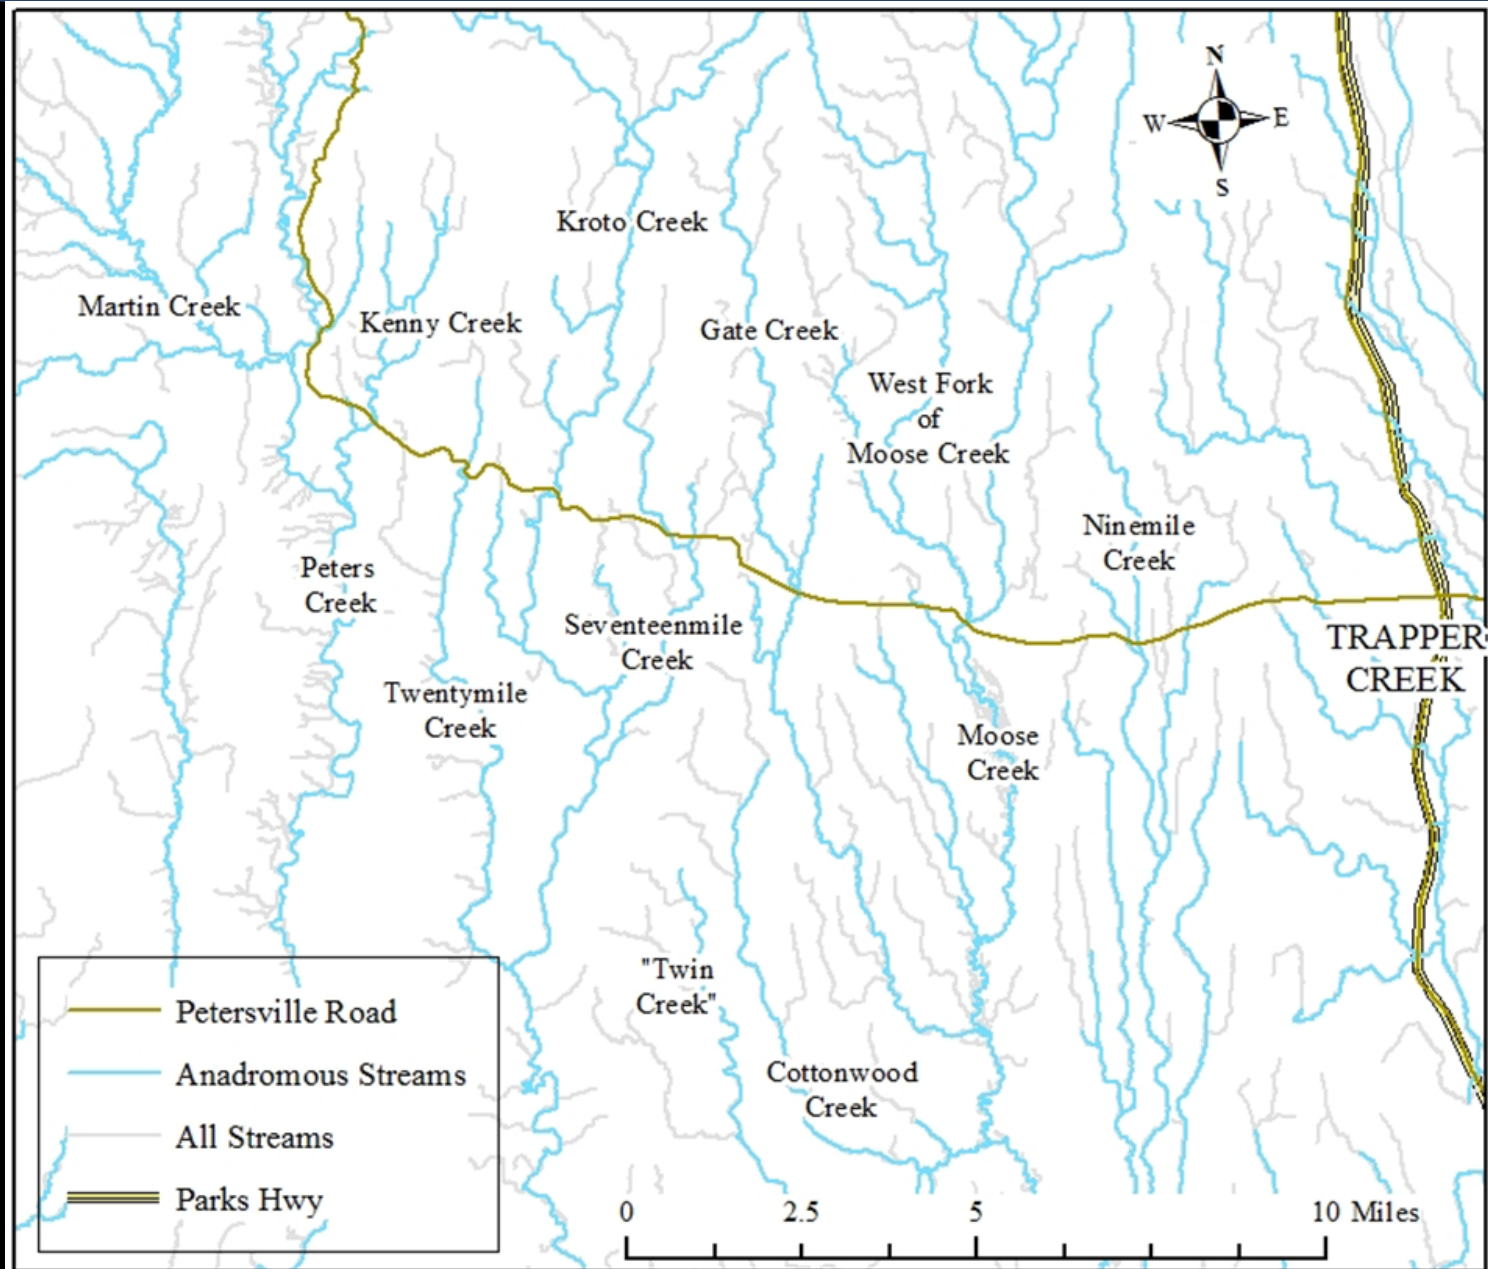 N
W
E
S
Kroto Creek
Martin Creek
Kenny Creek
Gate Creek
West Fork
of
Moose Creek
Ninemile
Creek
Peters
Creek
Seventeenmile
Creek
TRAPPER
CREEK
Twentymile
Creek
Moose
Creek
"Twin
Creek"
Cottonwood
Creek
Petersville Road
Anadromous Streams
All Streams
Parks Hwy
0 2.5 5 10 Miles